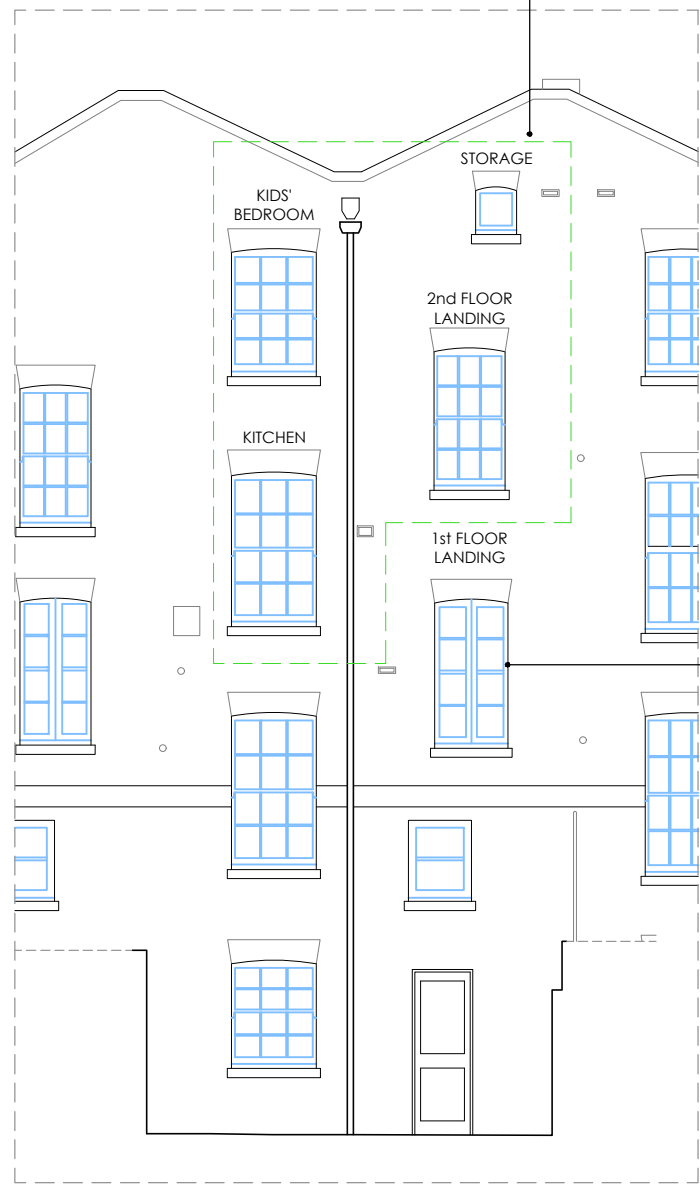 STORAGE
KIDS'
BEDROOM
2nd FLOOR
LANDING
KITCHEN
1st FLOOR
LANDING